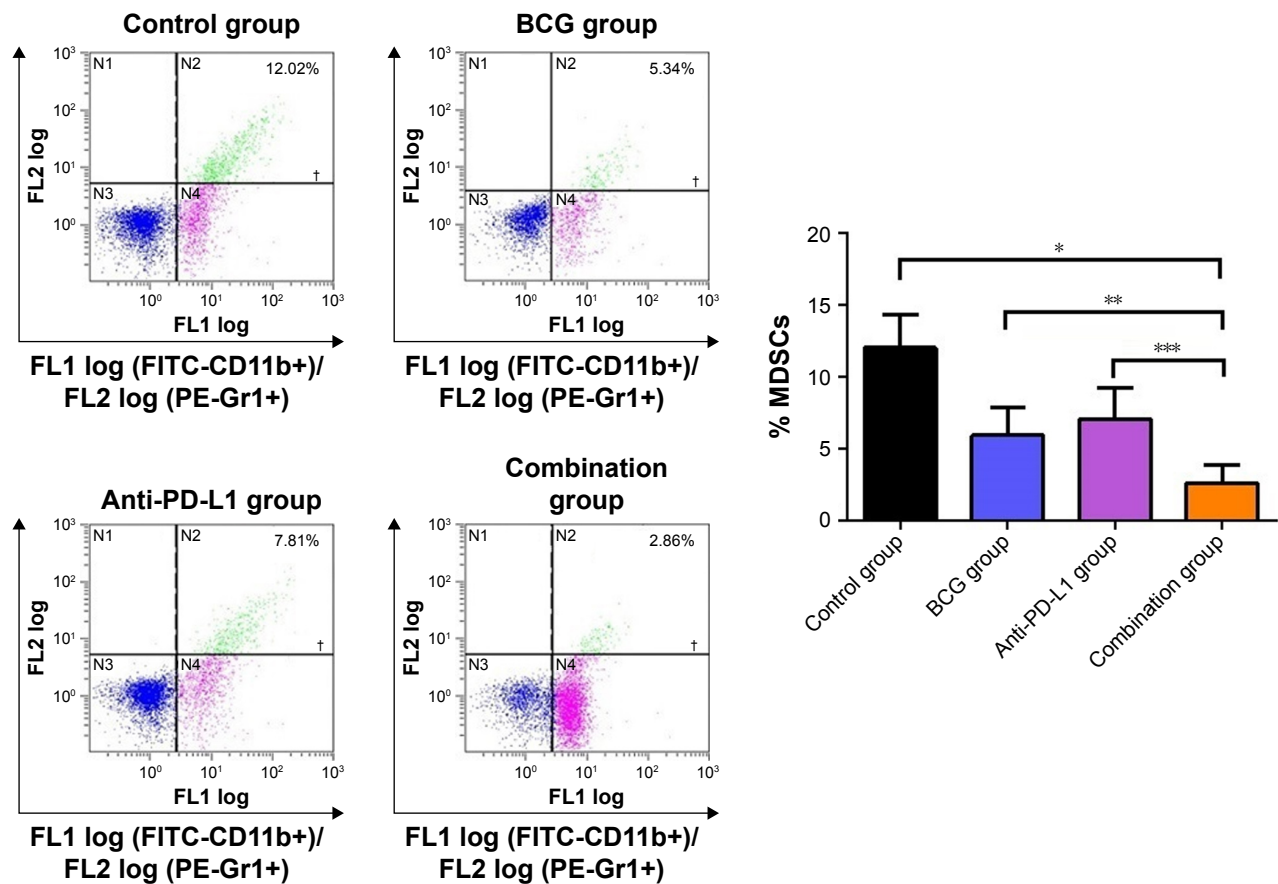 Control group
10³
10²
10¹
10⁰
FL2 log
N1
N2
12.02%
N3
N4
†
10⁰
10¹
10²
10³
FL1 log
FL1 log (FITC-CD11b+)/
FL2 log (PE-Gr1+)
BCG group
10³
10²
10¹
10⁰
FL2 log
N1
N2
5.34%
N3
N4
†
10⁰
10¹
10²
10³
FL1 log
FL1 log (FITC-CD11b+)/
FL2 log (PE-Gr1+)
Anti-PD-L1 group
10³
10²
10¹
10⁰
FL2 log
N1
N2
7.81%
N3
N4
†
10⁰
10¹
10²
10³
FL1 log
FL1 log (FITC-CD11b+)/
FL2 log (PE-Gr1+)
Combination
group
10³
10²
10¹
10⁰
FL2 log
N1
N2
2.86%
N3
N4
†
10⁰
10¹
10²
10³
FL1 log
FL1 log (FITC-CD11b+)/
FL2 log (PE-Gr1+)
% MDSCs
20
15
10
5
0
*
**
***
Control group
BCG group
Anti-PD-L1 group
Combination group